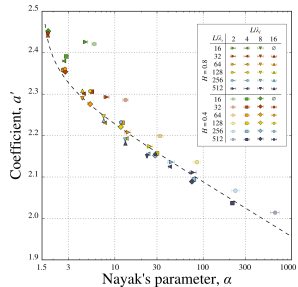 2.5
2.4
2.3
2.2
2.1
2.0
1.9
1.5 3 10 30 100 300 1000
Coefficient, a′
Nayak's parameter, α
L/λs L/λl
2 4 8 16
H = 0.8
16
32
64
128
256
512
H = 0.4
16
32
64
128
256
512